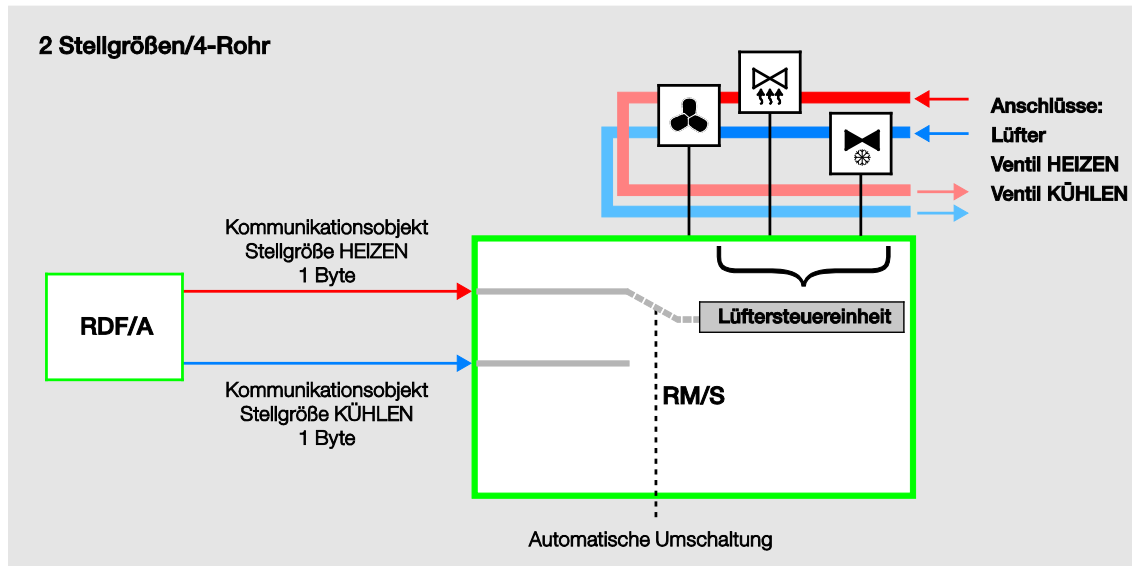 2 Stellgrößen/4-Rohr
Anschlüsse:
Lüfter
Ventil HEIZEN
Ventil KÜHLEN
Kommunikationsobjekt
Stellgröße HEIZEN
1 Byte
RDF/A
Lüftersteuereinheit
Kommunikationsobjekt
Stellgröße KÜHLEN
1 Byte
RM/S
Automatische Umschaltung